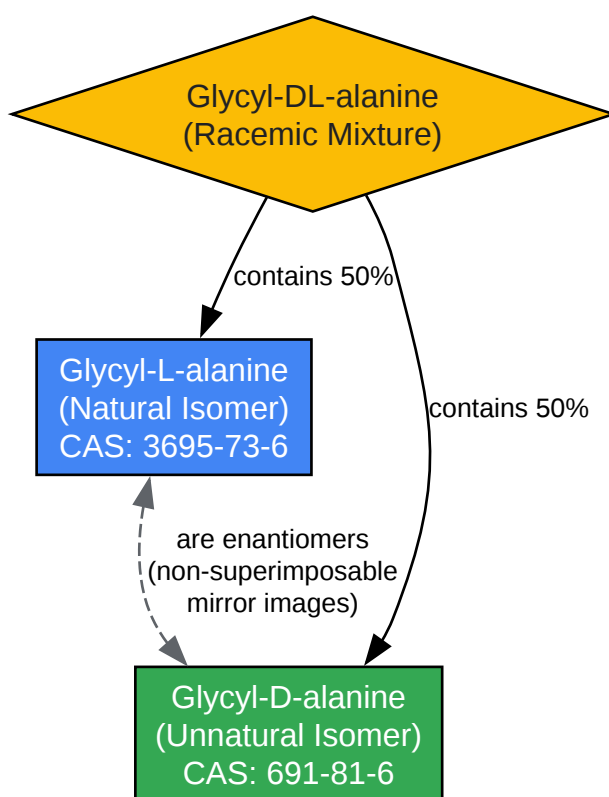 Glycyl-DL-alanine
(Racemic Mixture)
contains 50%
Glycyl-L-alanine
(Natural Isomer)
CAS: 3695-73-6
contains 50%
are enantiomers
(non-superimposable
mirror images)
Glycyl-D-alanine
(Unnatural Isomer)
CAS: 691-81-6